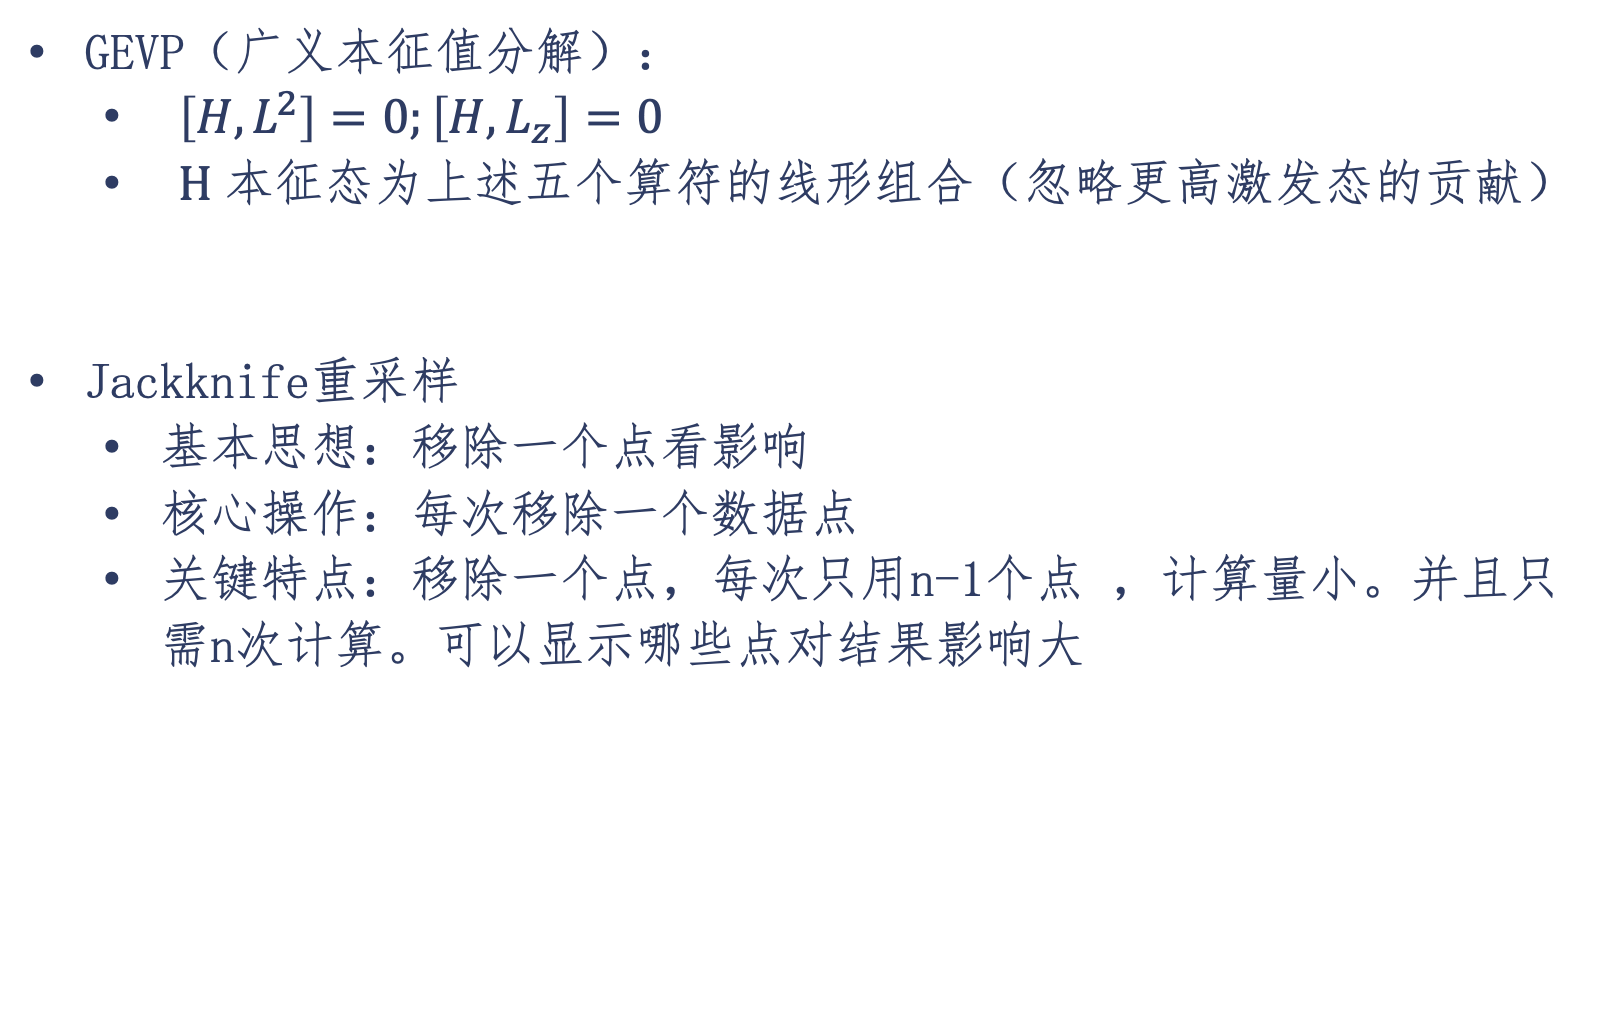 • GEVP（广义本征值分解）：
• [H, L²] = 0; [H, L_z] = 0
• H 本征态为上述五个算符的线形组合（忽略更高激发态的贡献）
• Jackknife重采样
• 基本思想：移除一个点看影响
• 核心操作：每次移除一个数据点
• 关键特点：移除一个点，每次只用n-1个点 ，计算量小。并且只
需n次计算。可以显示哪些点对结果影响大